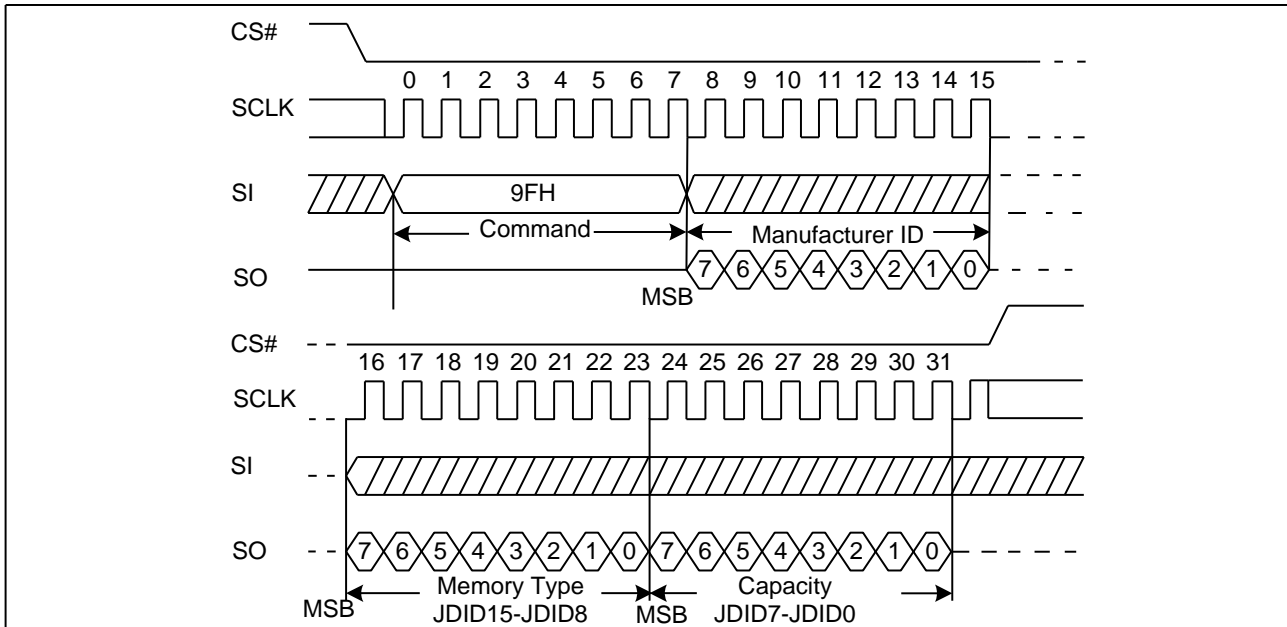 CS#
0 1 2 3 4 5 6 7 8 9 10 11 12 13 14 15
SCLK
SI 9FH
Command Manufacturer ID
SO 7 6 5 4 3 2 1 0
MSB
CS#
16 17 18 19 20 21 22 23 24 25 26 27 28 29 30 31
SCLK
SI
SO 7 6 5 4 3 2 1 0 7 6 5 4 3 2 1 0
Memory Type Capacity
MSB JDID15-JDID8 MSB JDID7-JDID0